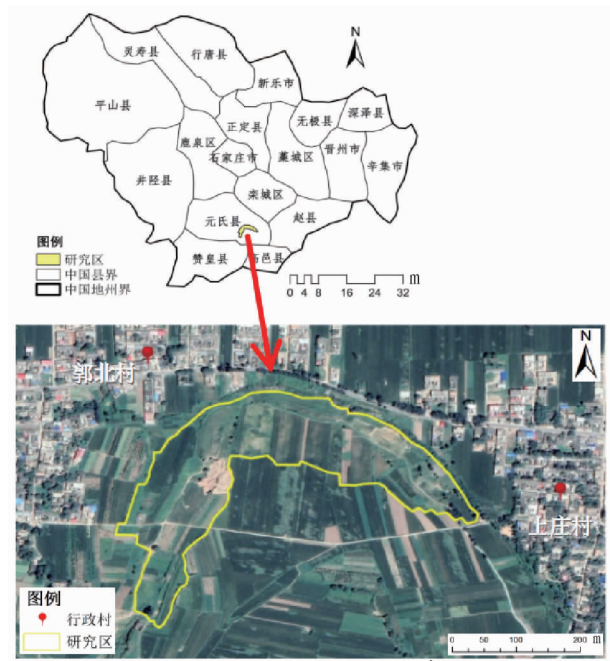 N
灵寿县
行唐县
新乐市
平山县
正定县
无极县
深泽县
鹿泉区
石家庄市
藁城区
晋州市
辛集市
井陉县
栾城区
元氏县
赵县
赞皇县
高邑县
图例
研究区
中国县界
中国地州界
m
0 4 8 16 24 32
N
郭北村
上庄村
图例
行政村
研究区
0 50 100 200 m